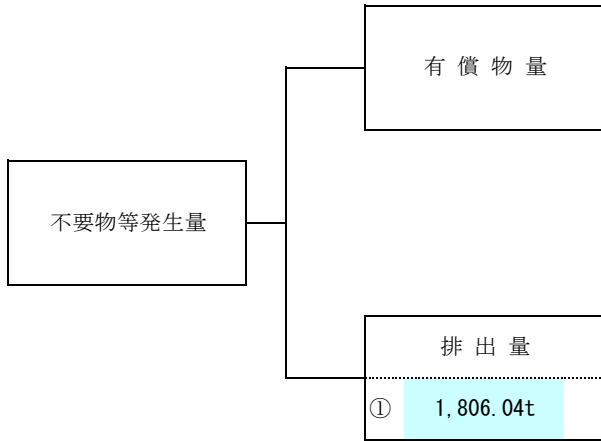 有 償 物 量
不要物等発生量
排 出 量
① 1,806.04t